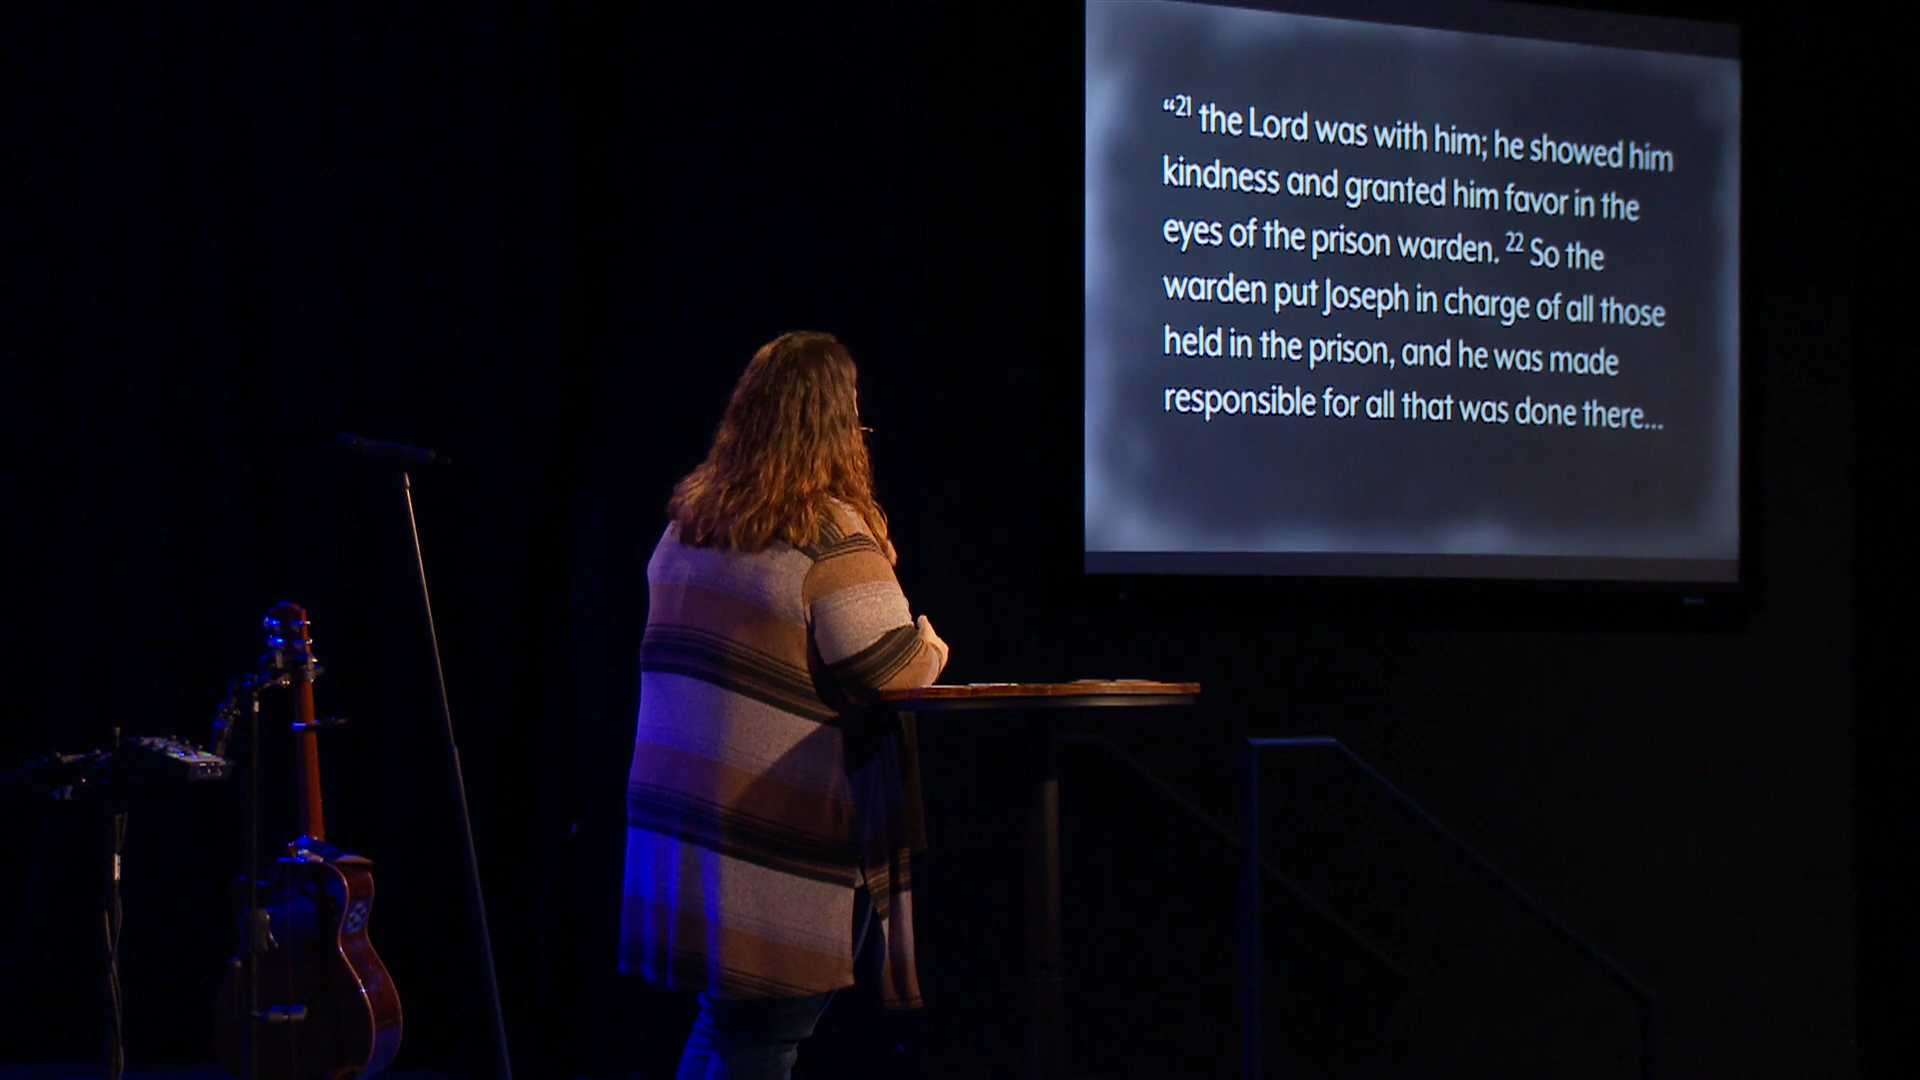 “21 the Lord was with him; he showed him
kindness and granted him favor in the
eyes of the prison warden. 22 So the
warden put Joseph in charge of all those
held in the prison, and he was made
responsible for all that was done there...